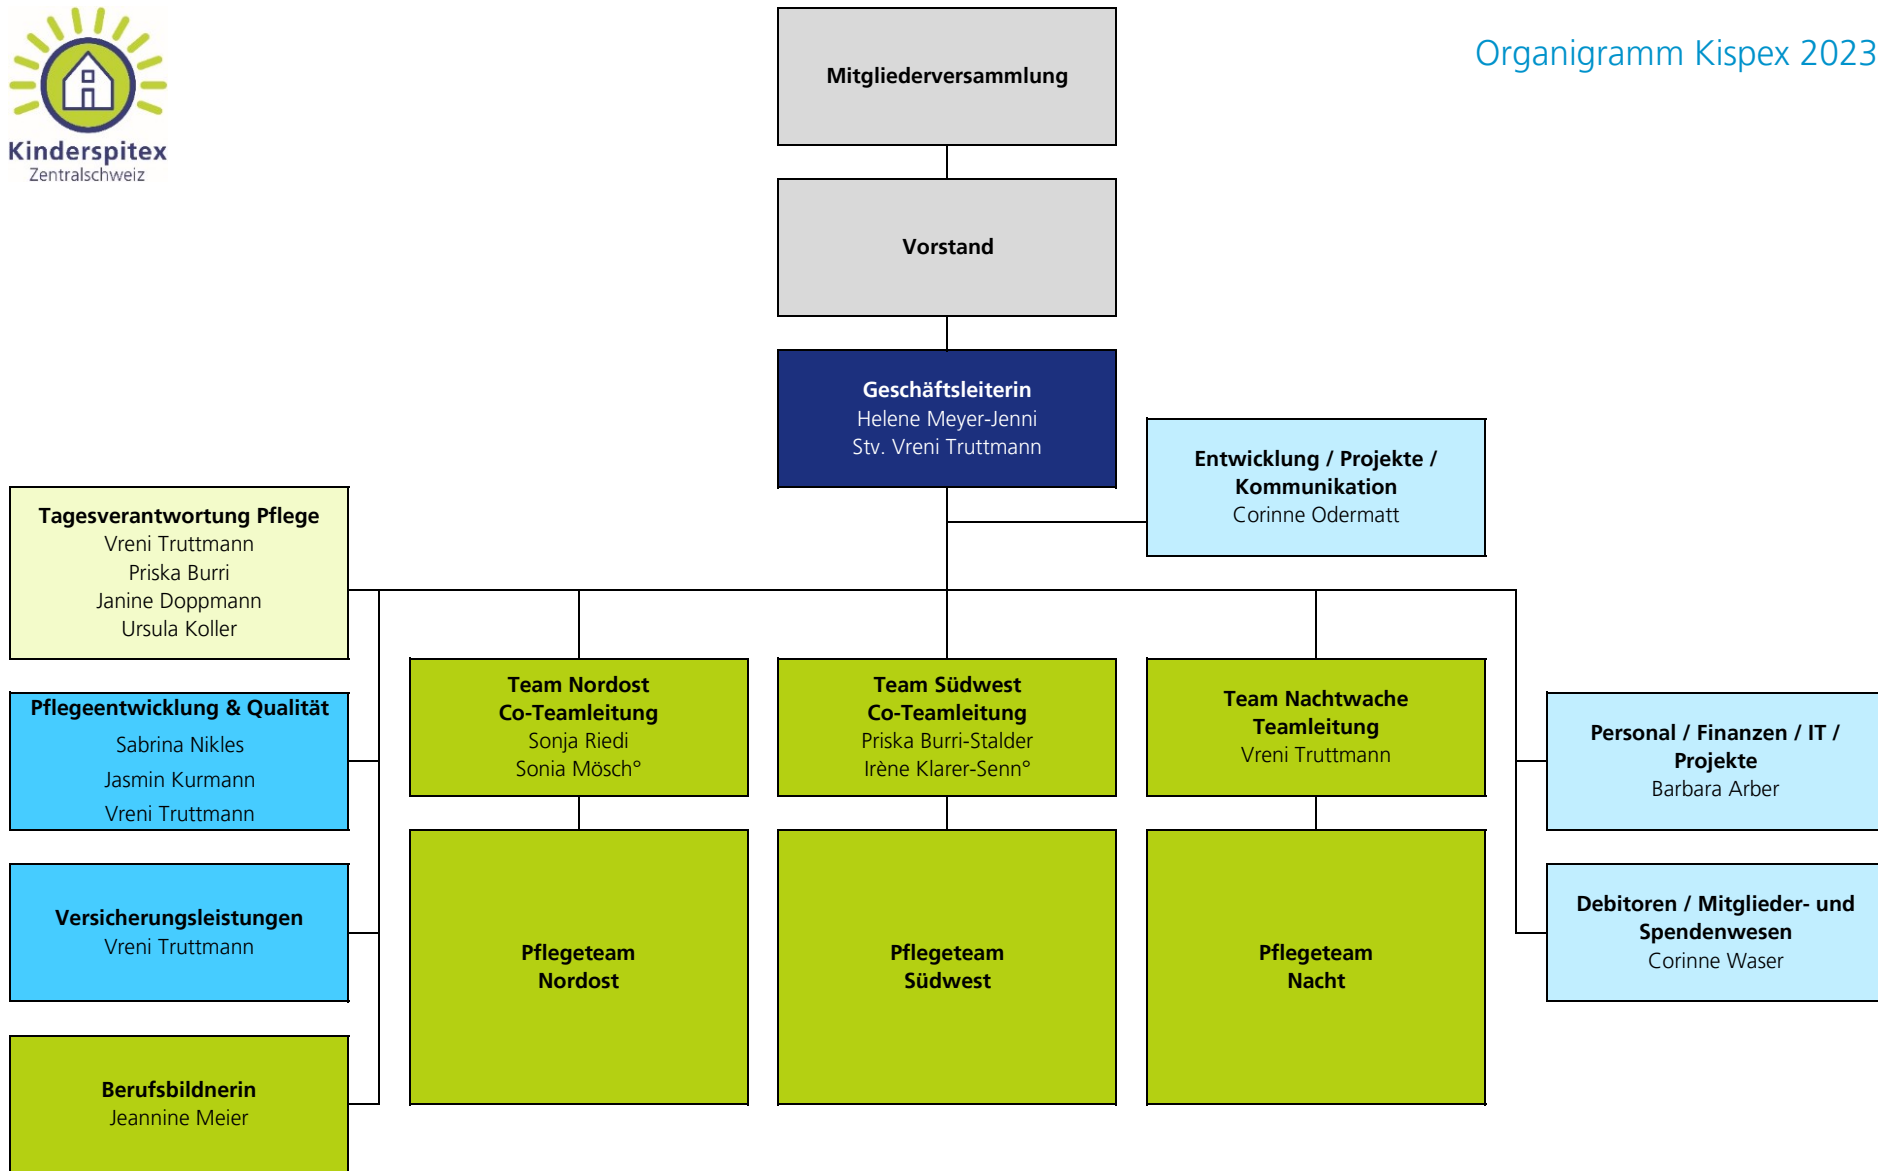 Kinderspitex
Zentralschweiz
Organigramm Kispex 2023
Mitgliederversammlung
Vorstand
Geschäftsleiterin
Helene Meyer-Jenni
Stv. Vreni Truttmann
Entwicklung / Projekte /
Kommunikation
Corinne Odermatt
Tagesverantwortung Pflege
Vreni Truttmann
Priska Burri
Janine Doppmann
Ursula Koller
Pflegeentwicklung & Qualität
Sabrina Nikles
Jasmin Kurmann
Vreni Truttmann
Versicherungsleistungen
Vreni Truttmann
Berufsbildnerin
Jeannine Meier
Team Nordost
Co-Teamleitung
Sonja Riedi
Sonia Mösch°
Pflegeteam
Nordost
Team Südwest
Co-Teamleitung
Priska Burri-Stalder
Irène Klarer-Senn°
Pflegeteam
Südwest
Team Nachtwache
Teamleitung
Vreni Truttmann
Pflegeteam
Nacht
Personal / Finanzen / IT /
Projekte
Barbara Arber
Debitoren / Mitglieder- und
Spendenwesen
Corinne Waser